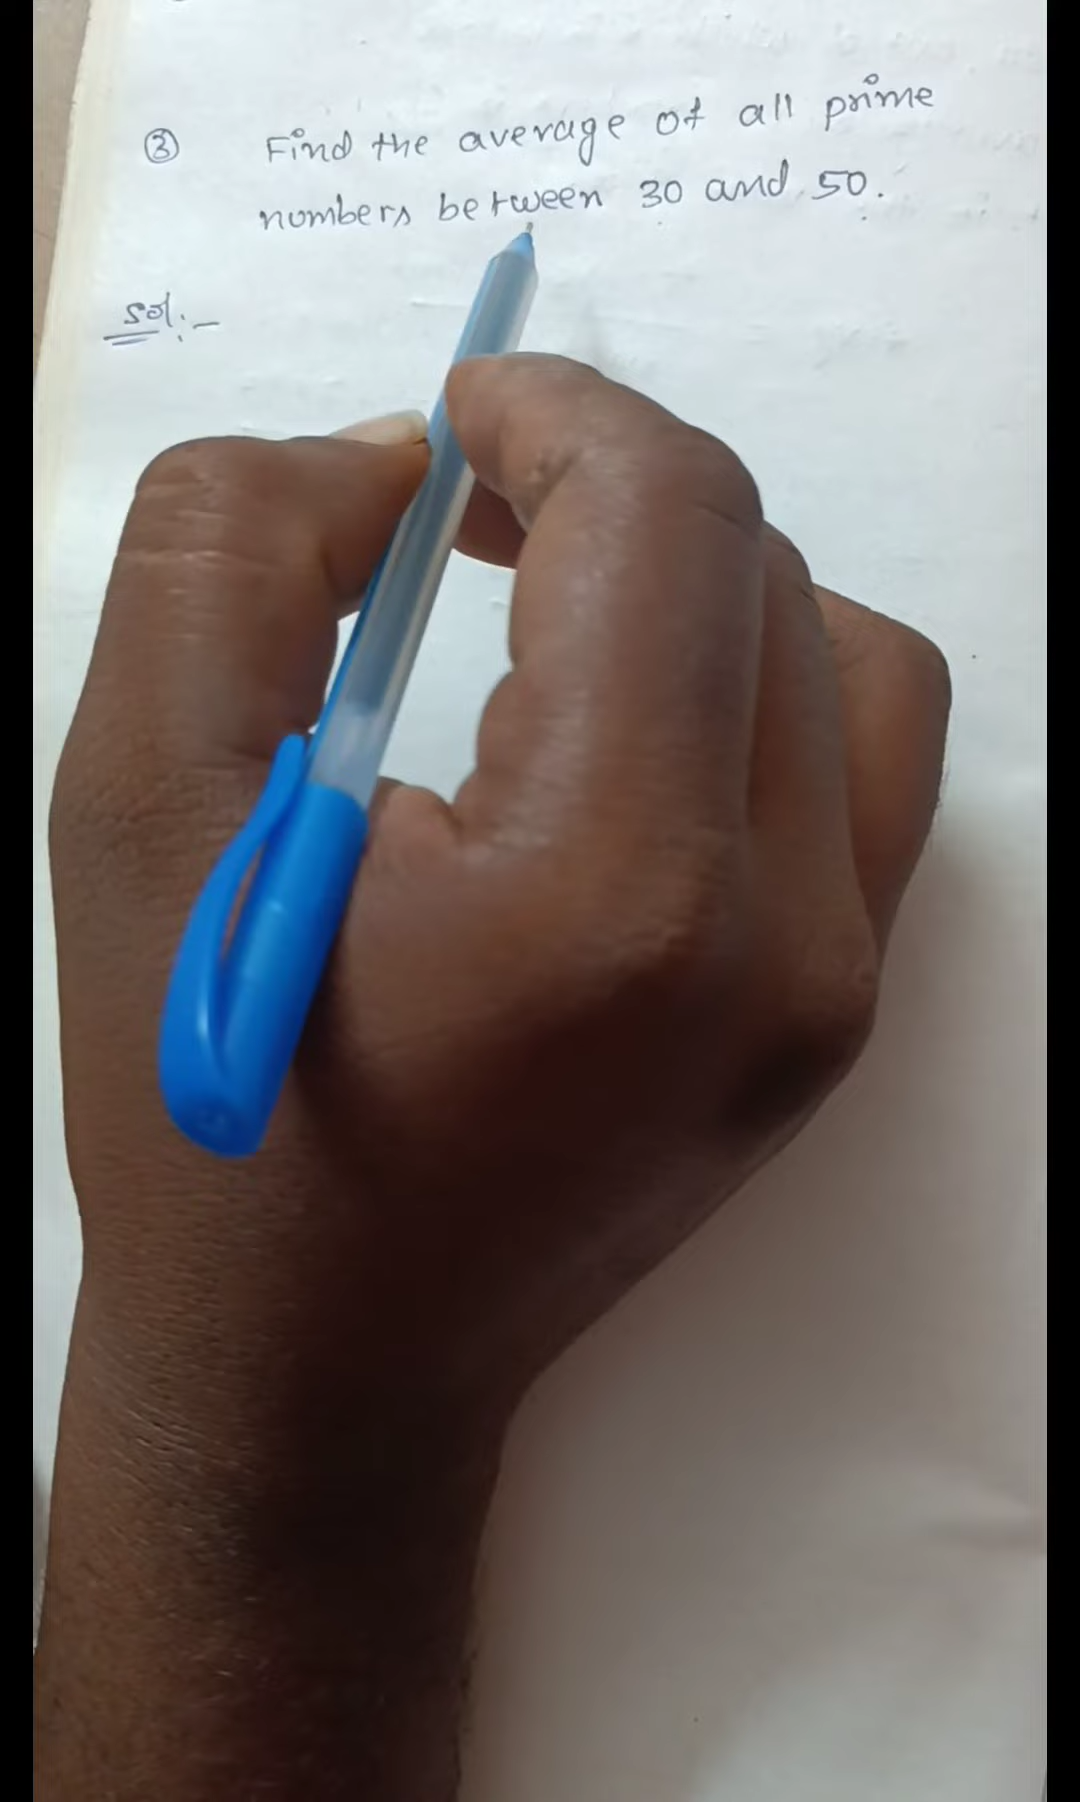 ③ Find the average of all prime
numbers between 30 and 50.
Sol:-